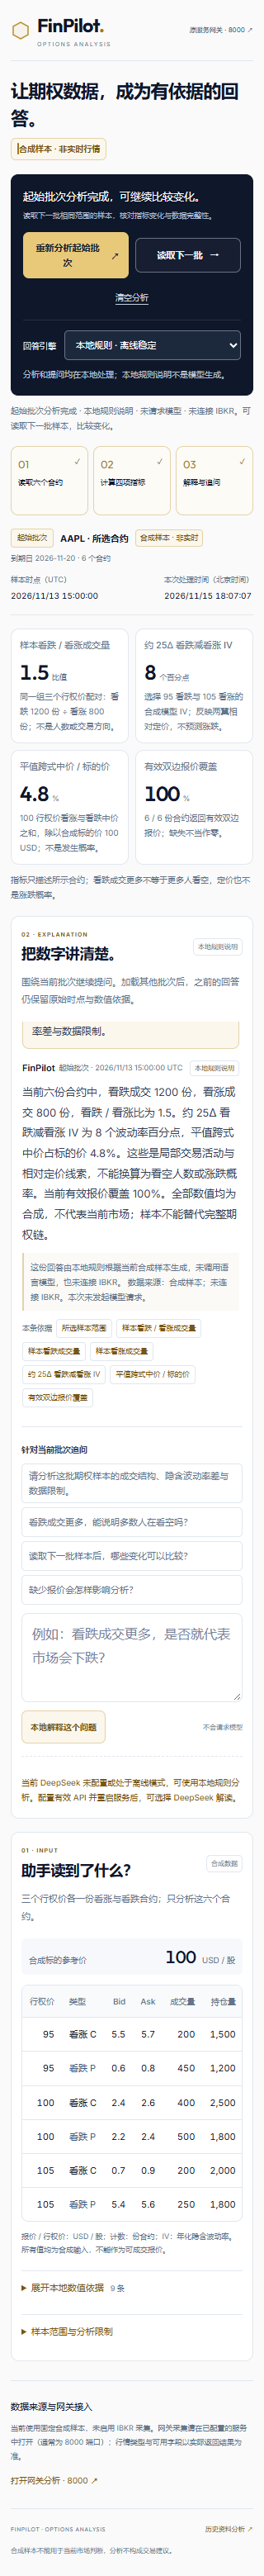 FinPilot.
OPTIONS ANALYSIS
原服务网关 · 8000 ↗
让期权数据，成为有依据的回
答。
合成样本 · 非实时行情
起始批次分析完成，可继续比较变化。
读取下一批相同范围的样本，核对指标变化与数据完整性。
重新分析起始批
次 ↗
读取下一批 →
清空分析
回答引擎 本地规则 · 离线稳定
分析和提问均在本地处理；本地规则说明不是模型生成。
起始批次分析完成 · 本地规则说明 · 未请求模型 · 未连接 IBKR。可
读取下一批样本，比较变化。
01 ✓
读取六个合约
02 ✓
计算四项指标
03 ✓
解释与追问
起始批次 AAPL · 所选合约 合成样本 · 非实时
到期日 2026-11-20 · 6 个合约
样本时点（UTC）
2026/11/13 15:00:00
本次处理时间（北京时间）
2026/11/15 18:07:07
样本看跌 / 看涨成交量
1.5 比值
同一组三个行权价配对：看
跌 1200 份 ÷ 看涨 800
份；不是人数或交易方向。
约 25Δ 看跌减看涨 IV
8 个百分点
选择 95 看跌与 105 看涨的
合成模型 IV；反映两翼相
对定价，不预测涨跌。
平值跨式中价 / 标的价
4.8 %
100 行权价看涨与看跌中价
之和，除以合成标的价 100
USD；不是发生概率。
有效双边报价覆盖
100 %
6 / 6 份合约返回有效双边
报价；缺失不当作零。
指标只描述所示合约；看跌成交更多不等于更多人看空，定价也不
是涨跌概率。
02 · EXPLANATION
把数字讲清楚。
本地规则说明
围绕当前批次继续提问。加载其他批次后，之前的回答
仍保留原始时点与数值依据。
率差与数据限制。
FinPilot 起始批次 · 2026/11/13 15:00:00 UTC 本地规则说明
当前六份合约中，看跌成交 1200 份，看涨成
交 800 份，看跌 / 看涨比为 1.5。约 25Δ 看
跌减看涨 IV 为 8 个波动率百分点，平值跨式
中价占标的价 4.8%。这些是局部交易活动与
相对定价线索，不能换算为看空人数或涨跌概
率。当前有效报价覆盖 100%。全部数值均为
合成，不代表当前市场；样本不能替代完整期
权链。
这份回答由本地规则根据当前合成样本生成，未调用语
言模型，也未连接 IBKR。 数据来源：合成样本；未连
接 IBKR。本次未发起模型请求。
本条依据 所选样本范围 样本看跌 / 看涨成交量
样本看跌成交量 样本看涨成交量
约 25Δ 看跌减看涨 IV 平值跨式中价 / 标的价
有效双边报价覆盖
针对当前批次追问
请分析这批期权样本的成交结构、隐含波动率差与
数据限制。
看跌成交更多，能说明多数人在看空吗？
读取下一批样本后，哪些变化可以比较？
缺少报价会怎样影响分析？
例如：看跌成交更多，是否就代表
市场会下跌？
本地解释这个问题
不会请求模型
当前 DeepSeek 未配置或处于离线模式，可使用本地规则分
析。配置有效 API 并重启服务后，可选择 DeepSeek 解读。
01 · INPUT
助手读到了什么？
合成数据
三个行权价各一份看涨与看跌合约；只分析这六个合
约。
合成标的参考价 100 USD / 股
行权价 类型 Bid Ask 成交量 持仓量
95 看涨 C 5.5 5.7 200 1,500
95 看跌 P 0.6 0.8 450 1,200
100 看涨 C 2.4 2.6 400 2,500
100 看跌 P 2.2 2.4 500 1,800
105 看涨 C 0.7 0.9 200 2,000
105 看跌 P 5.4 5.6 250 1,800
报价 / 行权价：USD / 股；计数：份合约；IV：年化隐含波动率。
所有值均为合成输入，不能作为可成交报价。
▶ 展开本地数值依据 9 条
▶ 样本范围与分析限制
数据来源与网关接入
当前使用固定合成样本，未启用 IBKR 采集。网关采集请在已配置的服务
中打开（通常为 8000 端口）；行情类型与可用字段以实际返回结果为
准。
打开网关分析 · 8000 ↗
FINPILOT · OPTIONS ANALYSIS
历史资料分析 ↗
合成样本不能用于当前市场判断，分析不构成交易建议。